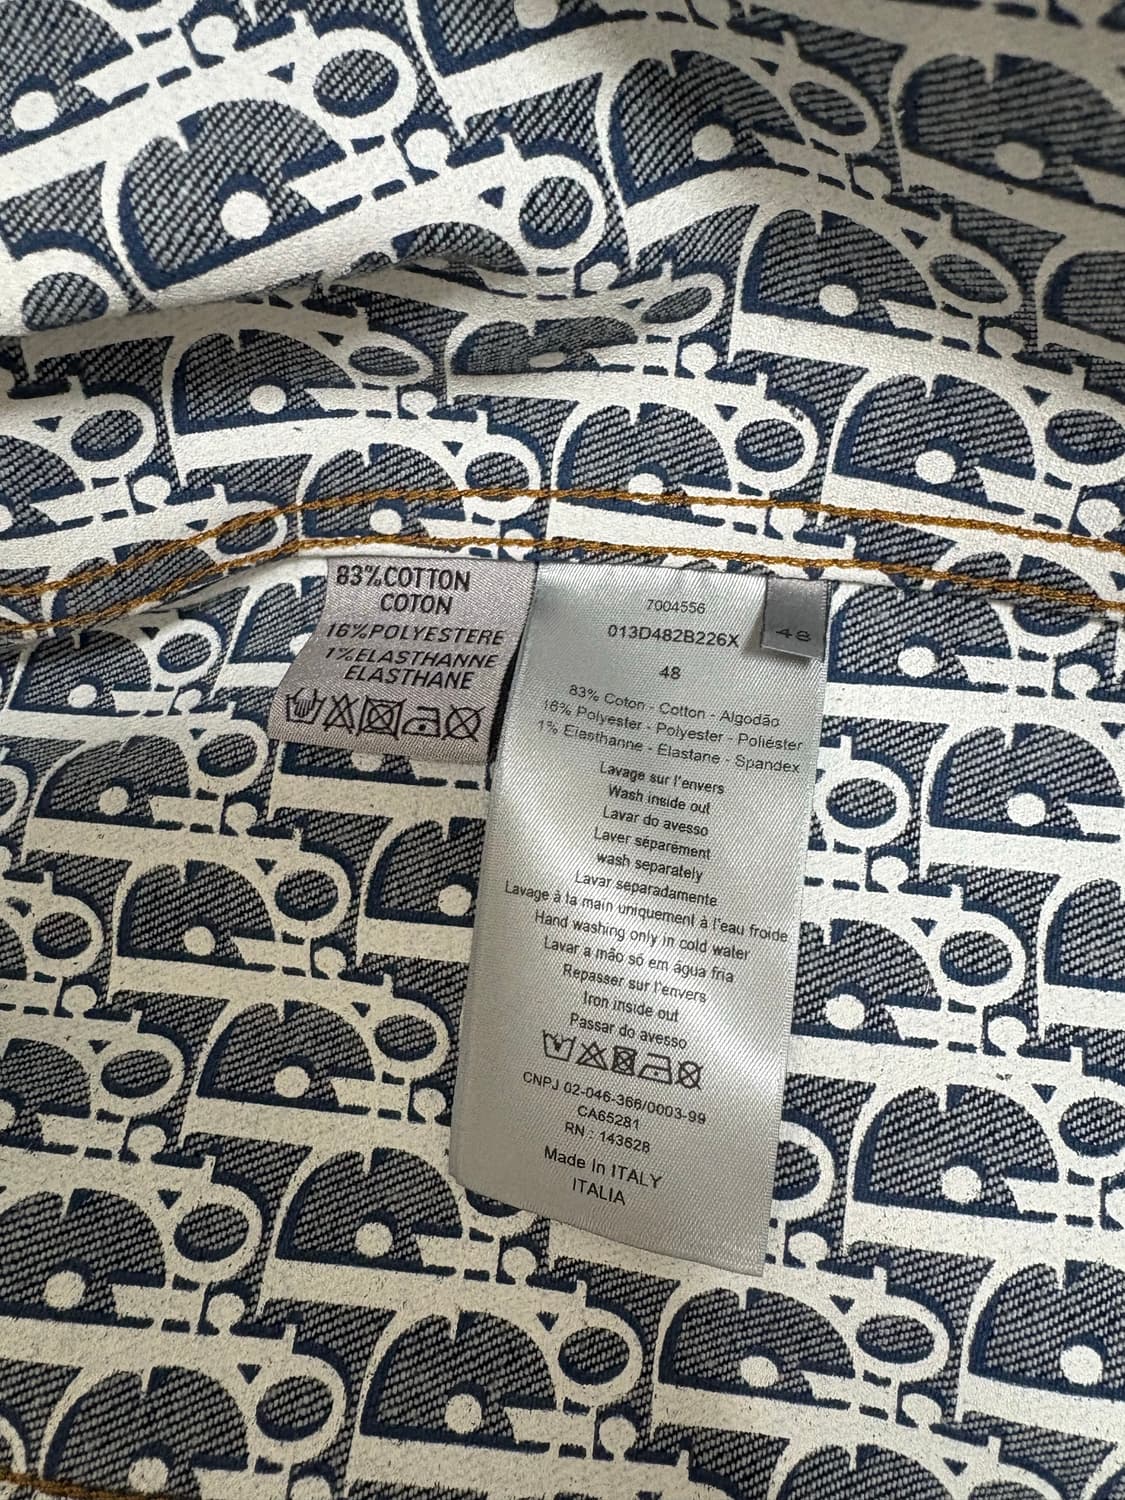 83%COTTON
COTON
16%POLYESTERE
1%ELASTHANNE
ELASTHANE
48
7004556
013D482B226X
48
83% Coton - Cotton - Algodão
16% Polyester - Polyester - Poliéster
1% Elasthanne - Elastane - Spandex
Lavage sur l'envers
Wash inside out
Lavar do avesso
Laver séparément
wash separately
Lavar separadamente
Lavage à la main uniquement à l'eau froide
Hand washing only in cold water
Lavar a mão só em água fria
Repasser sur l'envers
Iron inside out
Passar do avesso
CNPJ 02-046-366/0003-99
CA65281
RN : 143628
Made In ITALY
ITALIA